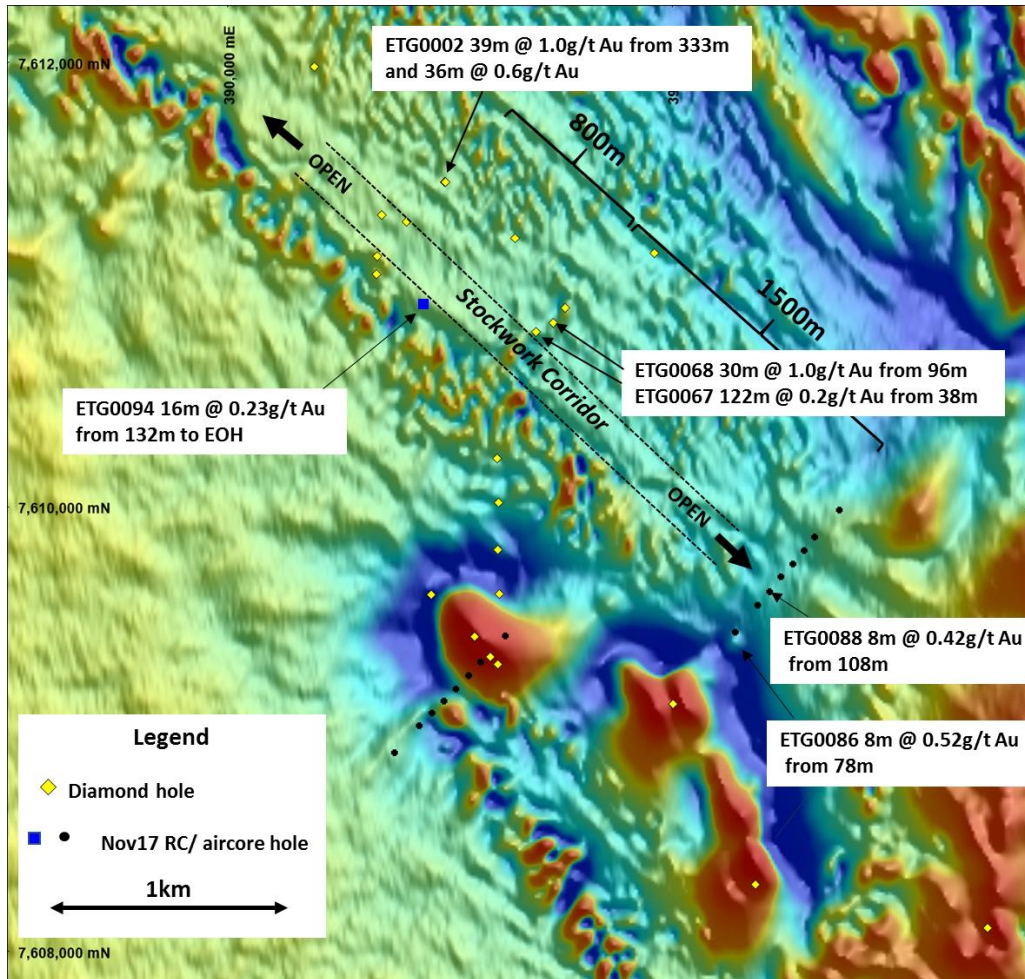 ETG0002 39m @ 1.0g/t Au from 333m
and 36m @ 0.6g/t Au
7,612,000 mN
390,000 mE
OPEN
800m
1500m
Stockwork Corridor
ETG0068 30m @ 1.0g/t Au from 96m
ETG0067 122m @ 0.2g/t Au from 38m
ETG0094 16m @ 0.23g/t Au
from 132m to EOH
7,610,000 mN
OPEN
ETG0088 8m @ 0.42g/t Au
from 108m
ETG0086 8m @ 0.52g/t Au
from 78m
Legend
Diamond hole
Nov17 RC/ aircore hole
1km
7,608,000 mN